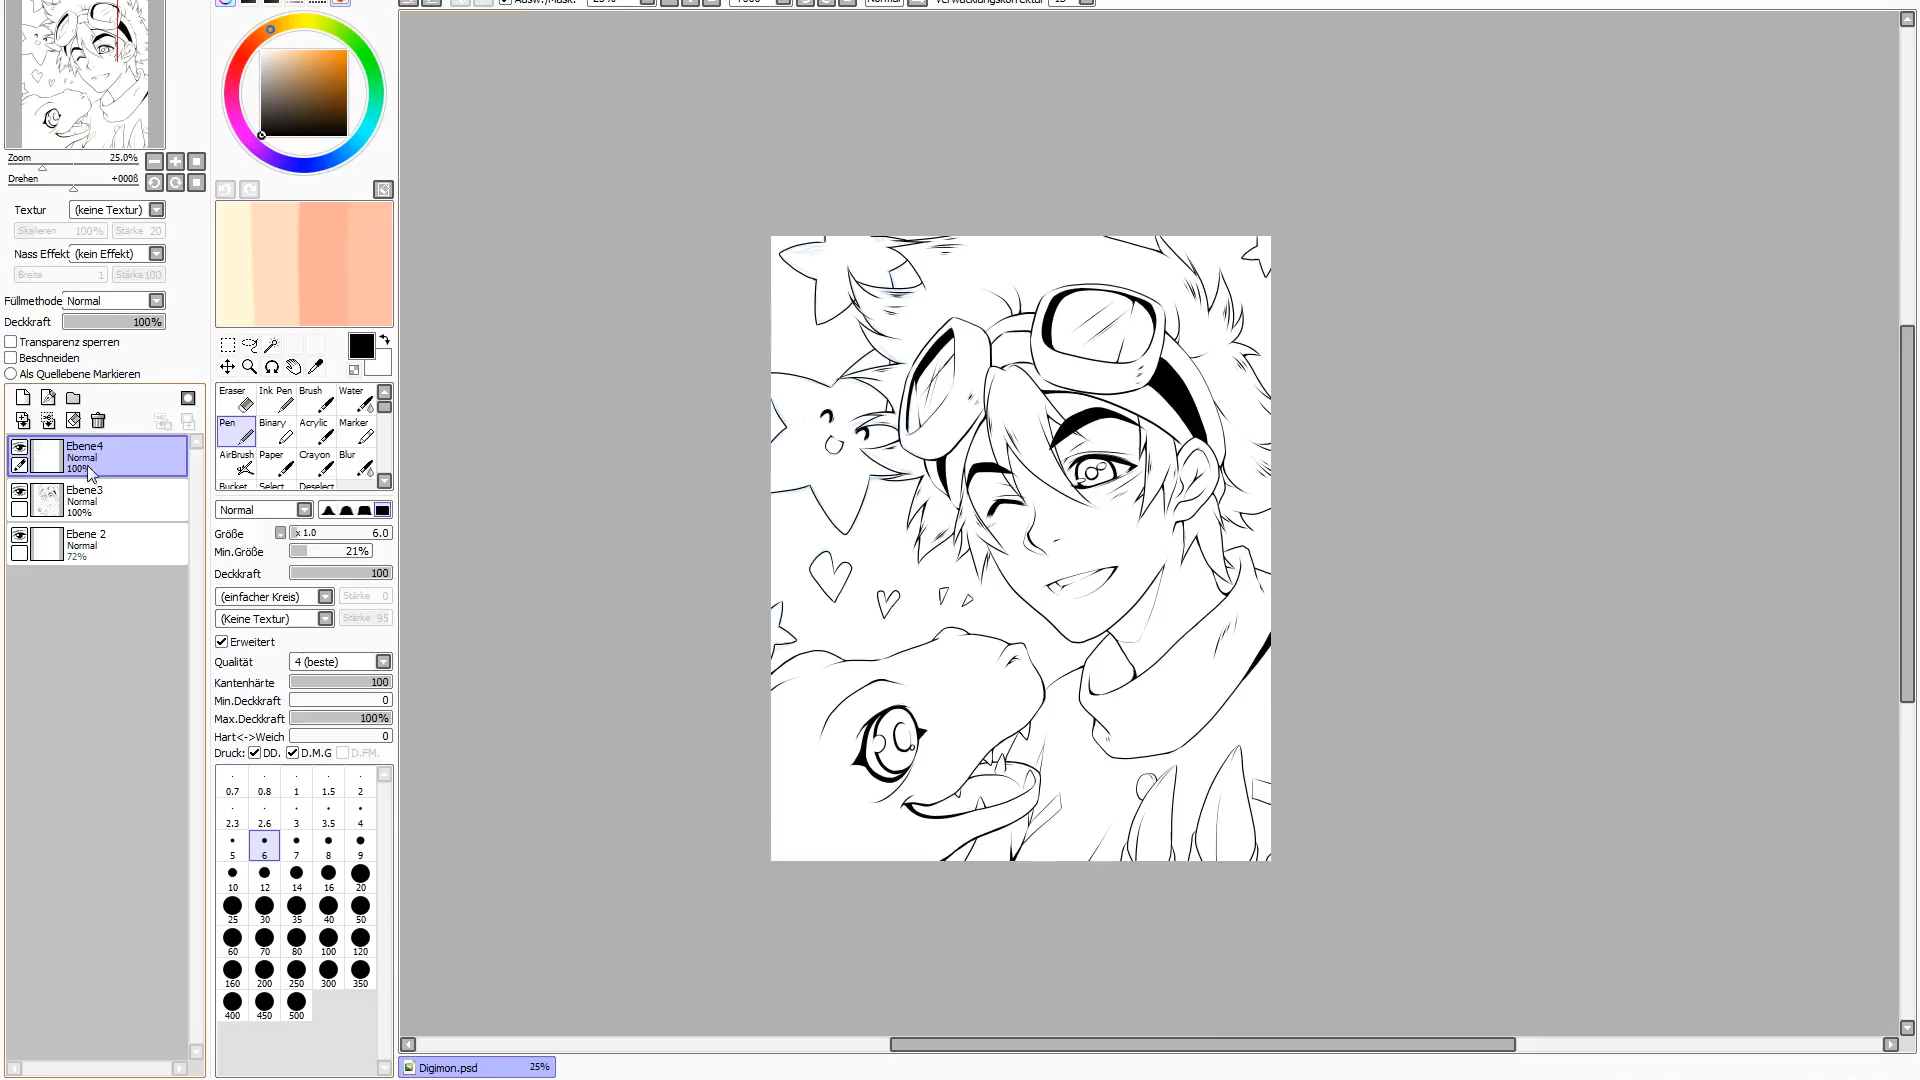 Ausw./Mask.
Normal Verwacklungskorrektur 15
Zoom 25.0%
Drehen +000ß
Textur (keine Textur)
Skalieren 100% Stärke 20
Nass Effekt (kein Effekt)
Breite 1 Stärke 100
Füllmethode Normal
Deckkraft 100%
Transparenz sperren
Beschneiden
Als Quellebene Markieren
Ebene4
Normal
100%
Ebene3
Normal
100%
Ebene 2
Normal
72%
Eraser Ink Pen Brush Water
Pen Binary Acrylic Marker
AirBrush Paper Crayon Blur
Bucket Select Deselect
Normal
Größe x 1.0 6.0
Min.Größe 21%
Deckkraft 100
(einfacher Kreis) Stärke 0
(Keine Textur) Stärke 95
Erweitert
Qualität 4 (beste)
Kantenhärte 100
Min.Deckkraft 0
Max.Deckkraft 100%
Hart<->Weich 0
Druck: DD. D.M.G D.FM.
0.7 0.8 1 1.5 2
2.3 2.6 3 3.5 4
5 6 7 8 9
10 12 14 16 20
25 30 35 40 50
60 70 80 100 120
160 200 250 300 350
400 450 500
Digimon.psd 25%